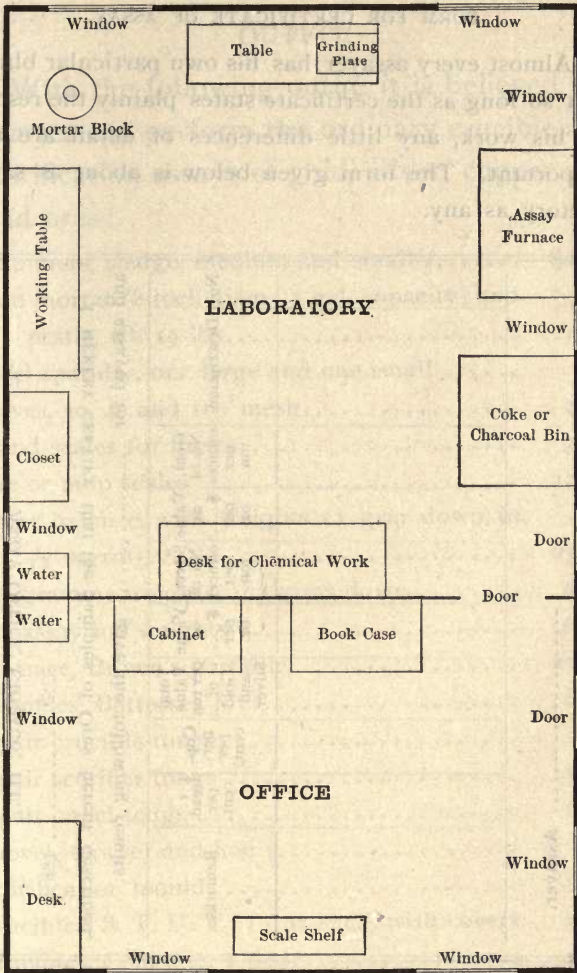 Window
Window
Table
Grinding
Plate
Window
Mortar Block
Working Table
Assay
Furnace
LABORATORY
Window
Coke or
Charcoal Bin
Closet
Window
Door
Water
Desk for Chemical Work
Water
Door
Cabinet
Book Case
Window
Door
OFFICE
Window
Desk
Scale Shelf
Window
Window